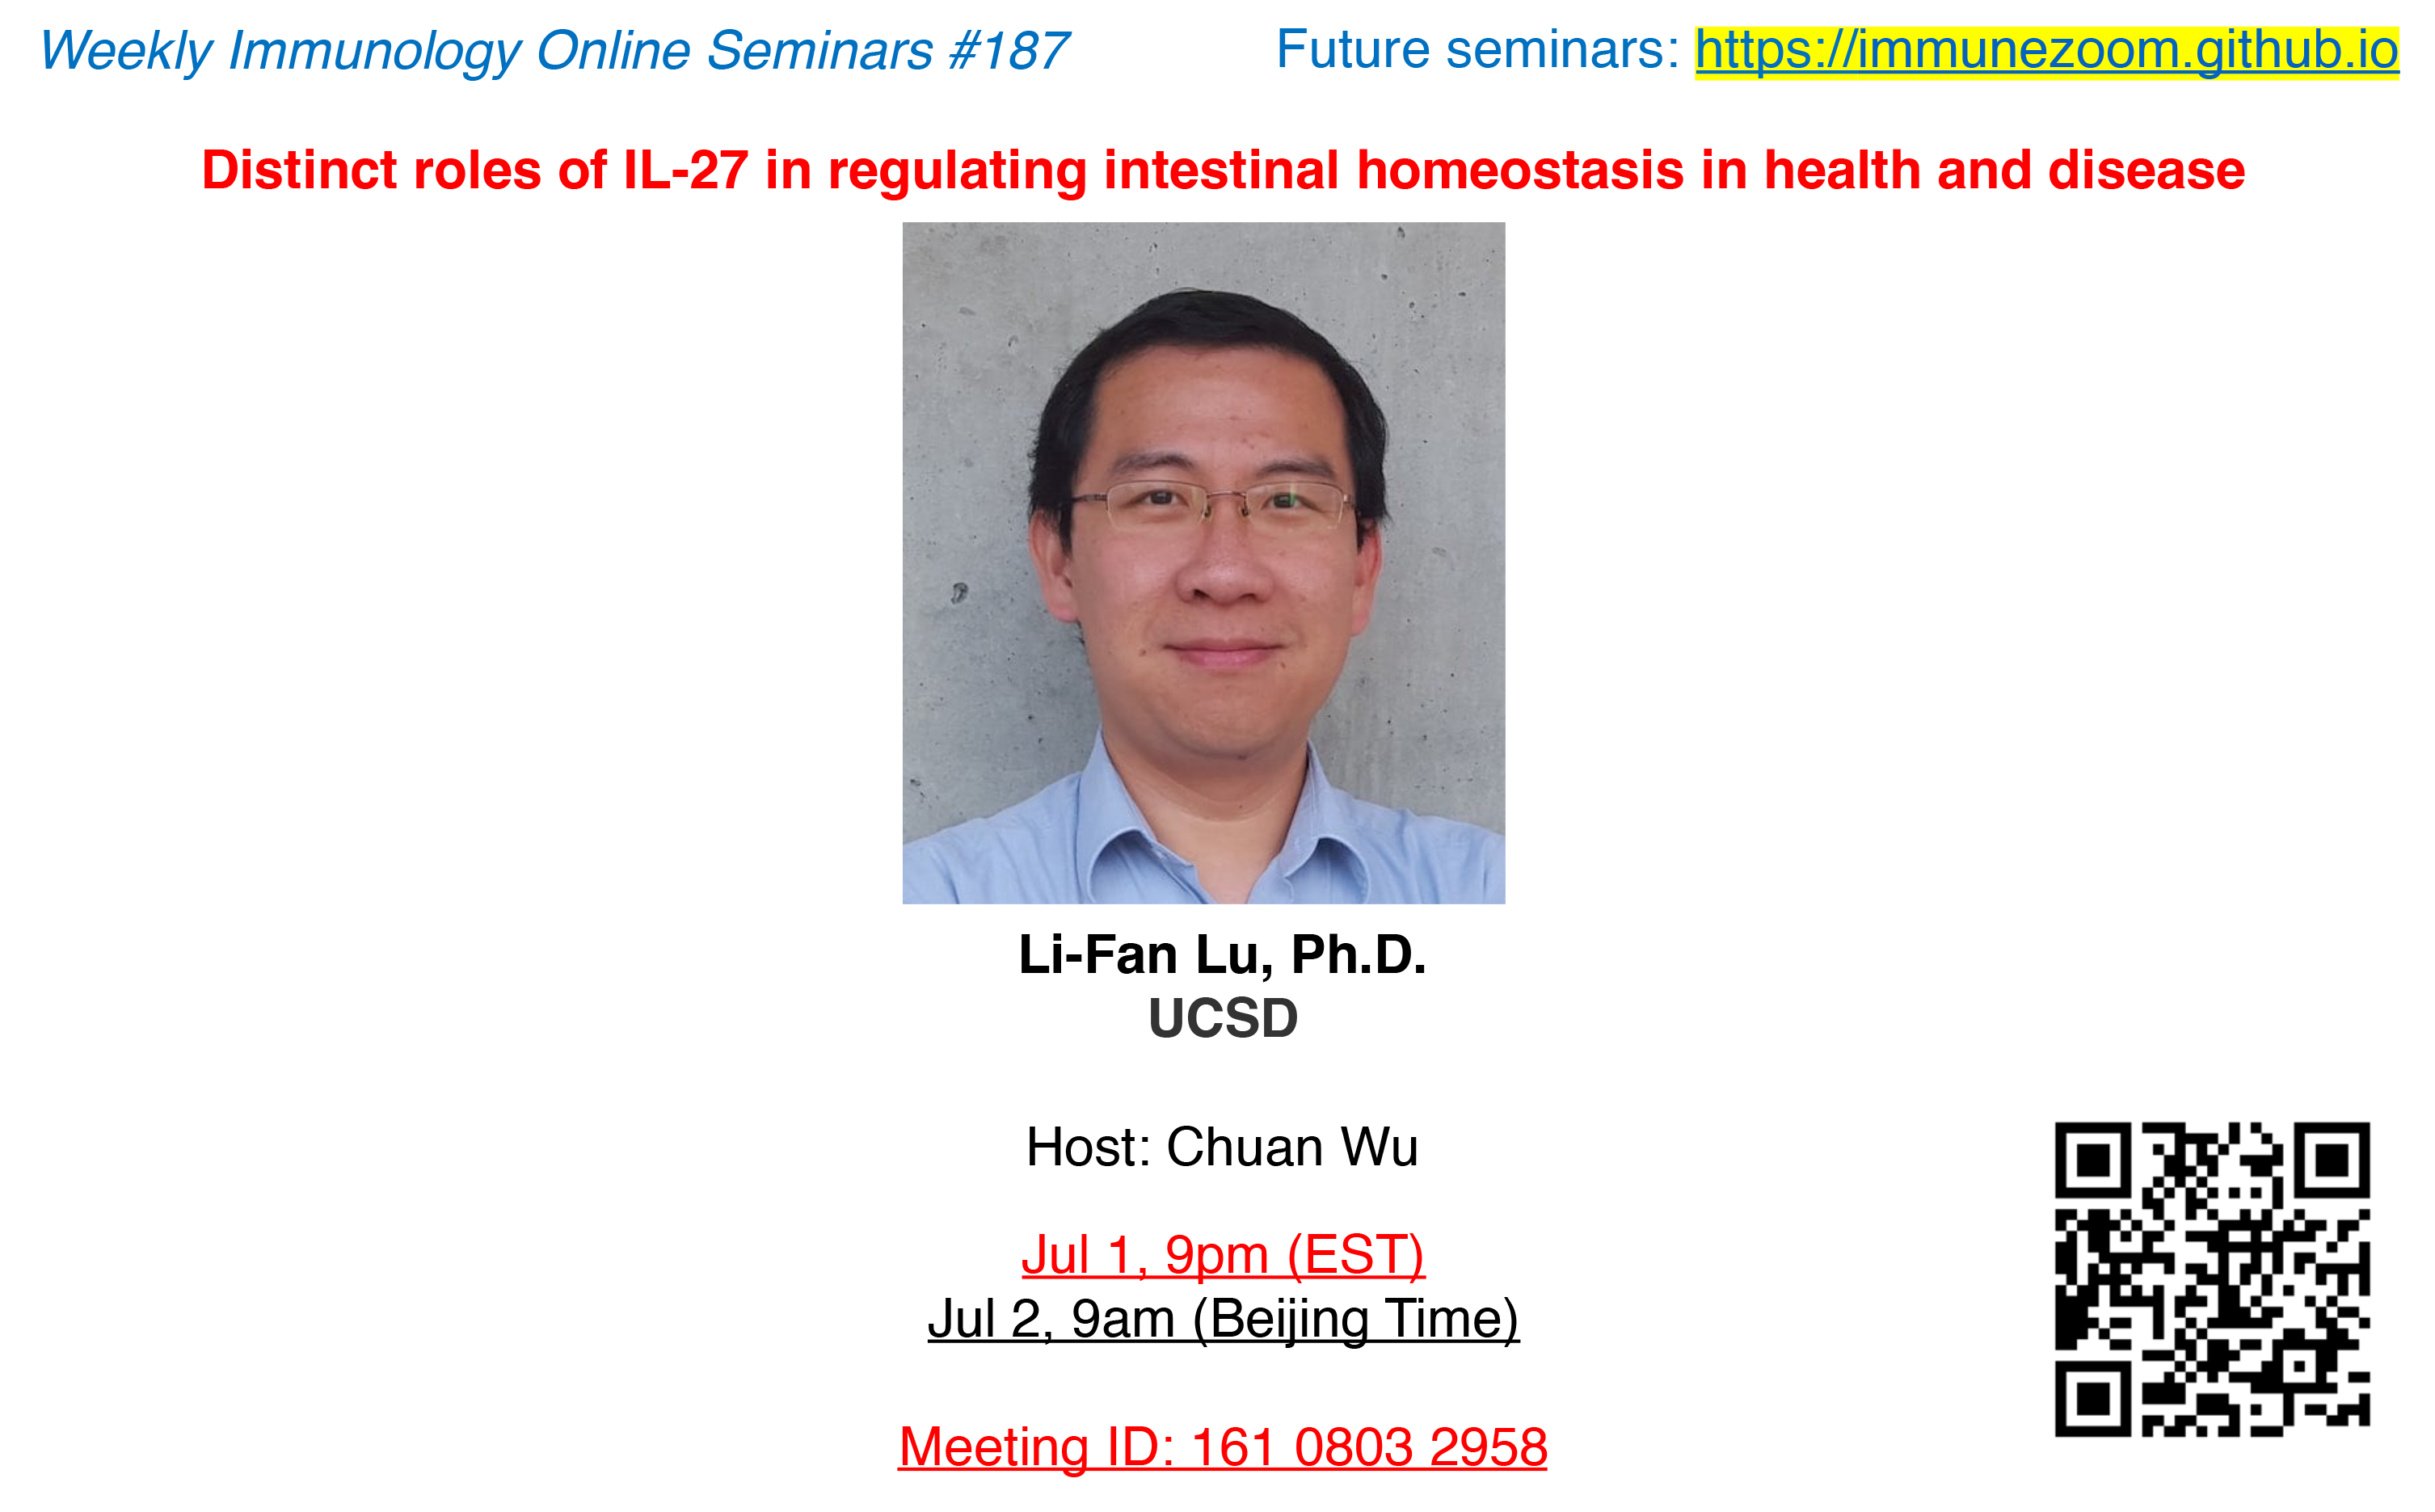 Weekly Immunology Online Seminars #187
Future seminars: https://immunezoom.github.io
Distinct roles of IL-27 in regulating intestinal homeostasis in health and disease
Li-Fan Lu, Ph.D.
UCSD
Host: Chuan Wu
Jul 1, 9pm (EST)
Jul 2, 9am (Beijing Time)
Meeting ID: 161 0803 2958